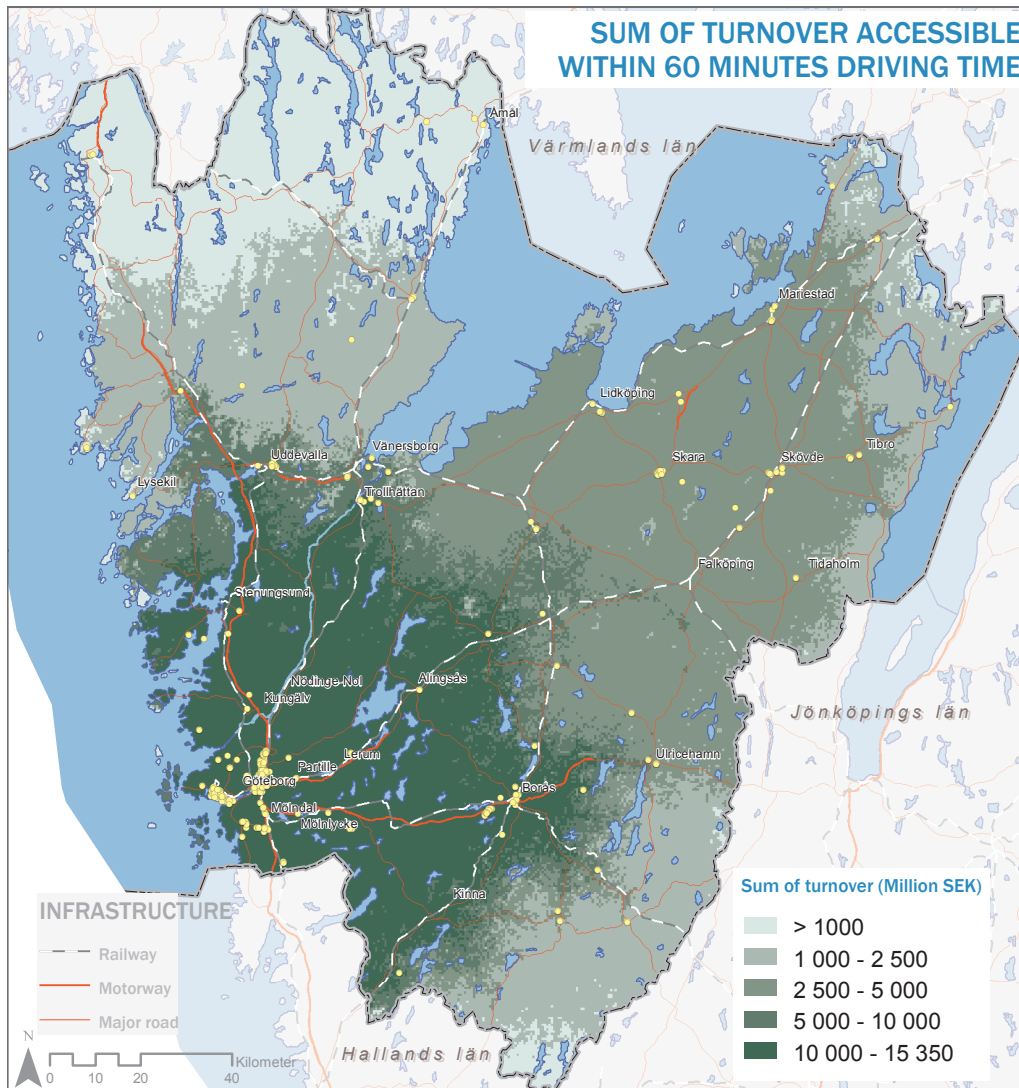 SUM OF TURNOVER ACCESSIBLE
WITHIN 60 MINUTES DRIVING TIME
Åmål
Värmlands län
Mariestad
Lidköping
Vänersborg
Uddevalla
Skara
Skövde
Tibro
Lysekil
Trollhättan
Falköping
Tidaholm
Stenungsund
Nödinge-Nol
Alingsås
Kungälv
Jönköpings län
Lerum
Ulricehamn
Partille
Göteborg
Borås
Mölndal
Mölnlycke
Kinna
Hallands län
INFRASTRUCTURE
Railway
Motorway
Major road
N
Kilometer
0 10 20 40
Sum of turnover (Million SEK)
> 1000
1 000 - 2 500
2 500 - 5 000
5 000 - 10 000
10 000 - 15 350